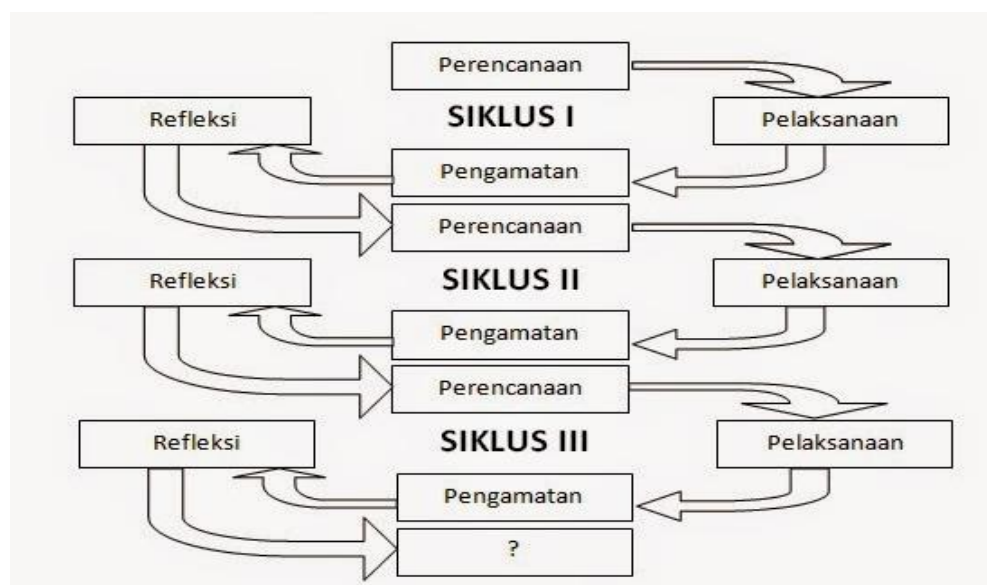 Perencanaan
Refleksi
SIKLUS I
Pelaksanaan
Pengamatan
Perencanaan
Refleksi
SIKLUS II
Pelaksanaan
Pengamatan
Perencanaan
Refleksi
SIKLUS III
Pelaksanaan
Pengamatan
?